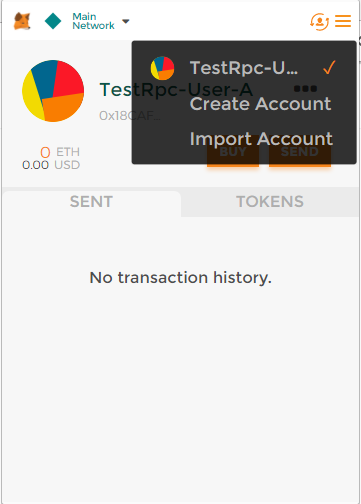 Main
Network
TestRpc-U...
✓
TestRpc-User-A
Create Account
0x18CAF...
Import Account
0 ETH
0.00 USD
BUY
SEND
SENT
TOKENS
No transaction history.